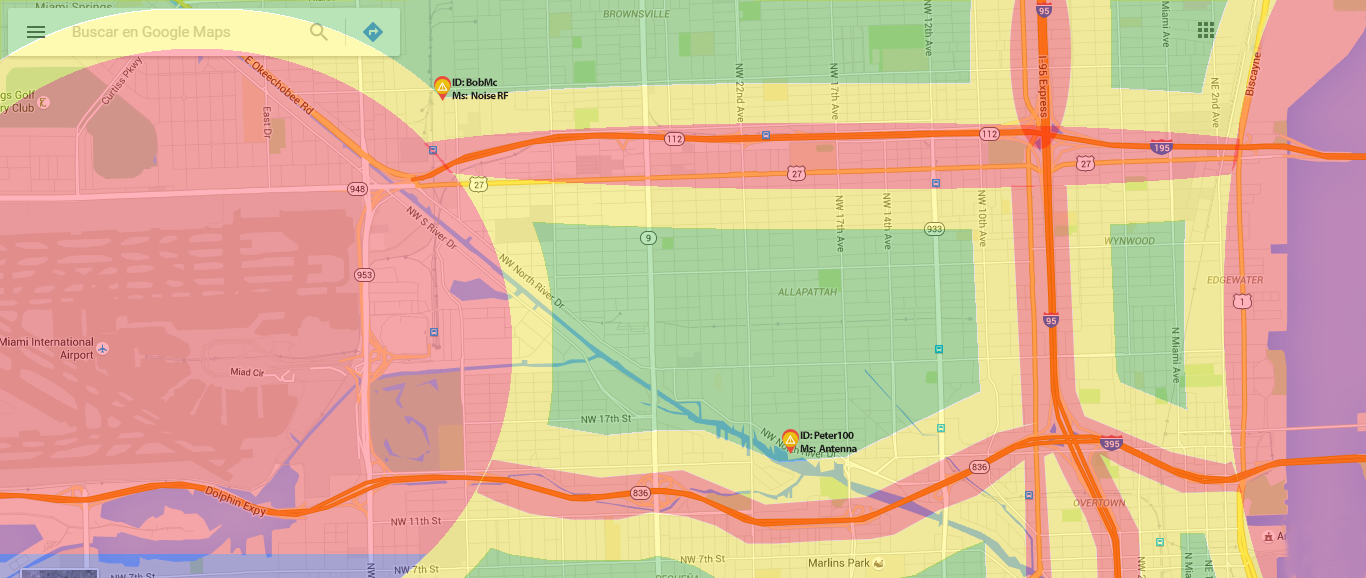 Miami Springs
BROWNSVILLE
NW 12th Ave
95
Miami Ave
Buscar en Google Maps
E Okeechobee Rd
Curtiss Pkwy
I-95 Express
Biscayne
ID: BobMc
Ms: Noise RF
NW 22nd Ave
NW 17th Ave
NE 2nd Ave
gs Golf
ry Club
East Dr
112
112
195
27
27
27
948
NW S River Dr
NW 17th Ave
NW 14th Ave
NW 10th Ave
9
933
WYNWOOD
NW North River Dr
953
ALLAPATTAH
EDGEWATER
1
95
Miami International
Airport
N Miami Ave
Miad Cir
NW 17th St
ID: Peter100
Ms: Antenna
NW North River Dr
395
836
836
Dolphin Expy
OVERTOWN
NW 11th St
NW 7th St
Marlins Park
NW 7th St
NW 7th St